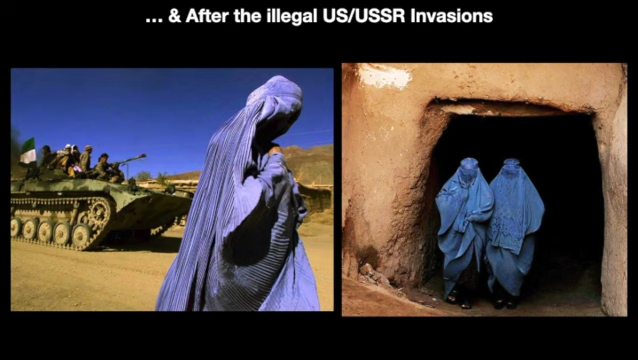 … & After the illegal US/USSR Invasions